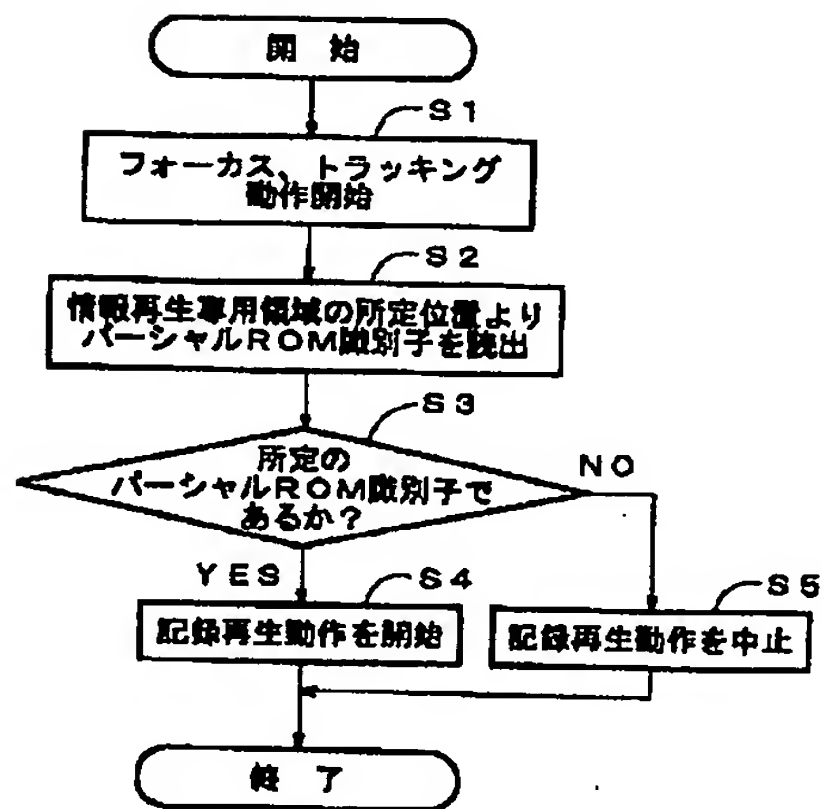 開 始
S1
フォーカス、トラッキング
動作開始
S2
情報再生専用領域の所定位置より
パーシャルROM識別子を読出
S3
所定の
パーシャルROM識別子で
あるか?
NO
YES
S4
記録再生動作を開始
S5
記録再生動作を中止
終 了